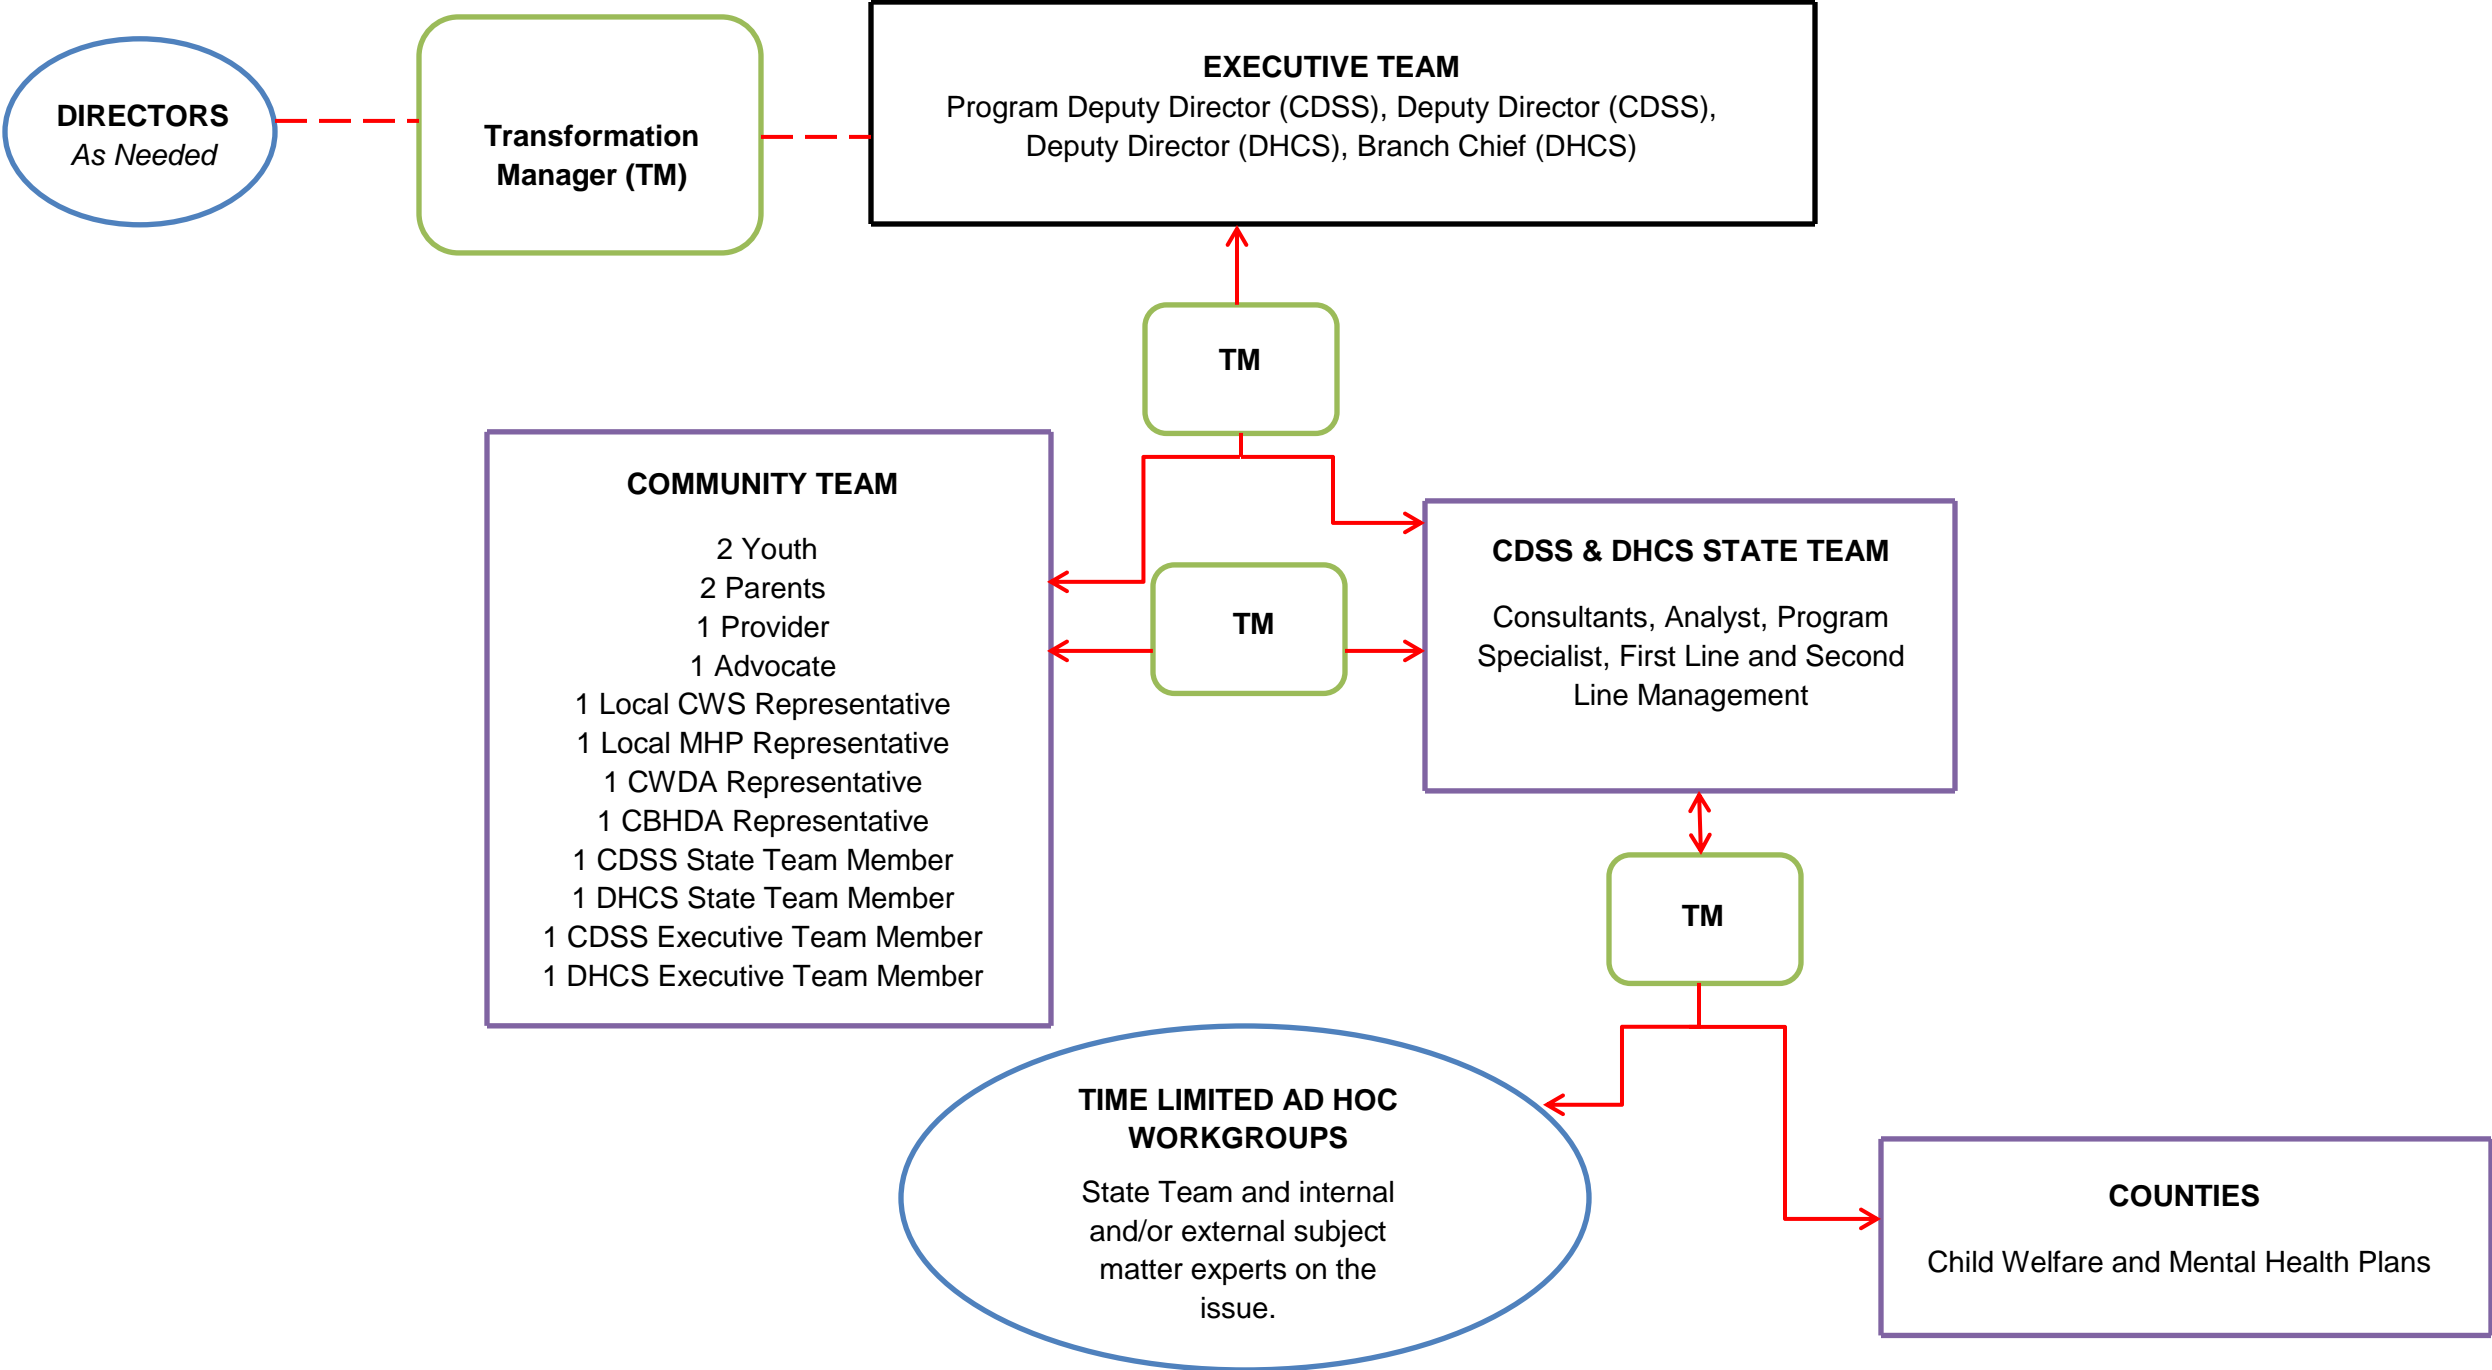 DIRECTORS
As Needed
Transformation
Manager (TM)
EXECUTIVE TEAM
Program Deputy Director (CDSS), Deputy Director (CDSS),
Deputy Director (DHCS), Branch Chief (DHCS)
TM
COMMUNITY TEAM
2 Youth
2 Parents
1 Provider
1 Advocate
1 Local CWS Representative
1 Local MHP Representative
1 CWDA Representative
1 CBHDA Representative
1 CDSS State Team Member
1 DHCS State Team Member
1 CDSS Executive Team Member
1 DHCS Executive Team Member
TM
CDSS & DHCS STATE TEAM
Consultants, Analyst, Program
Specialist, First Line and Second
Line Management
TM
TIME LIMITED AD HOC
WORKGROUPS
State Team and internal
and/or external subject
matter experts on the
issue.
COUNTIES
Child Welfare and Mental Health Plans